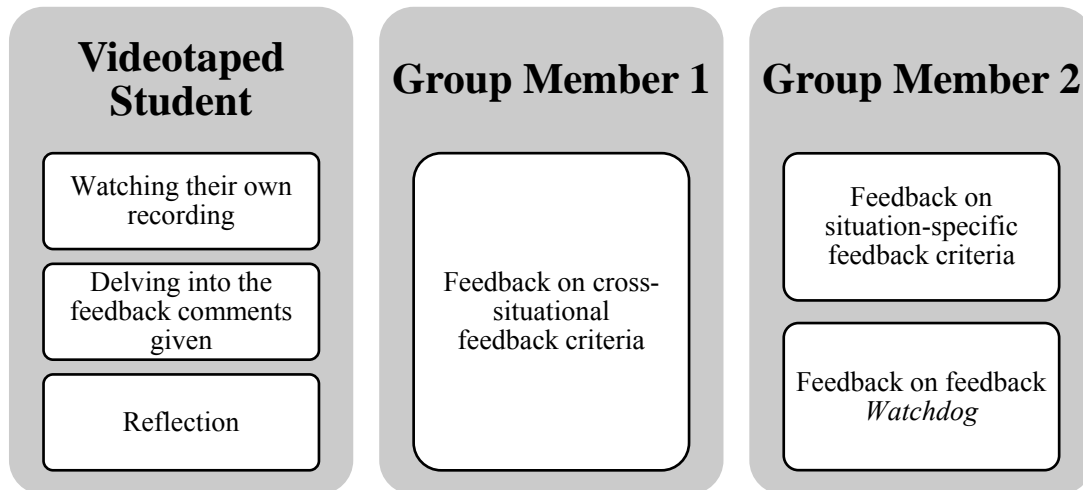 Videotaped
Student
Watching their own
recording
Delving into the
feedback comments
given
Reflection
Group Member 1
Feedback on cross-
situational
feedback criteria
Group Member 2
Feedback on
situation-specific
feedback criteria
Feedback on feedback
Watchdog